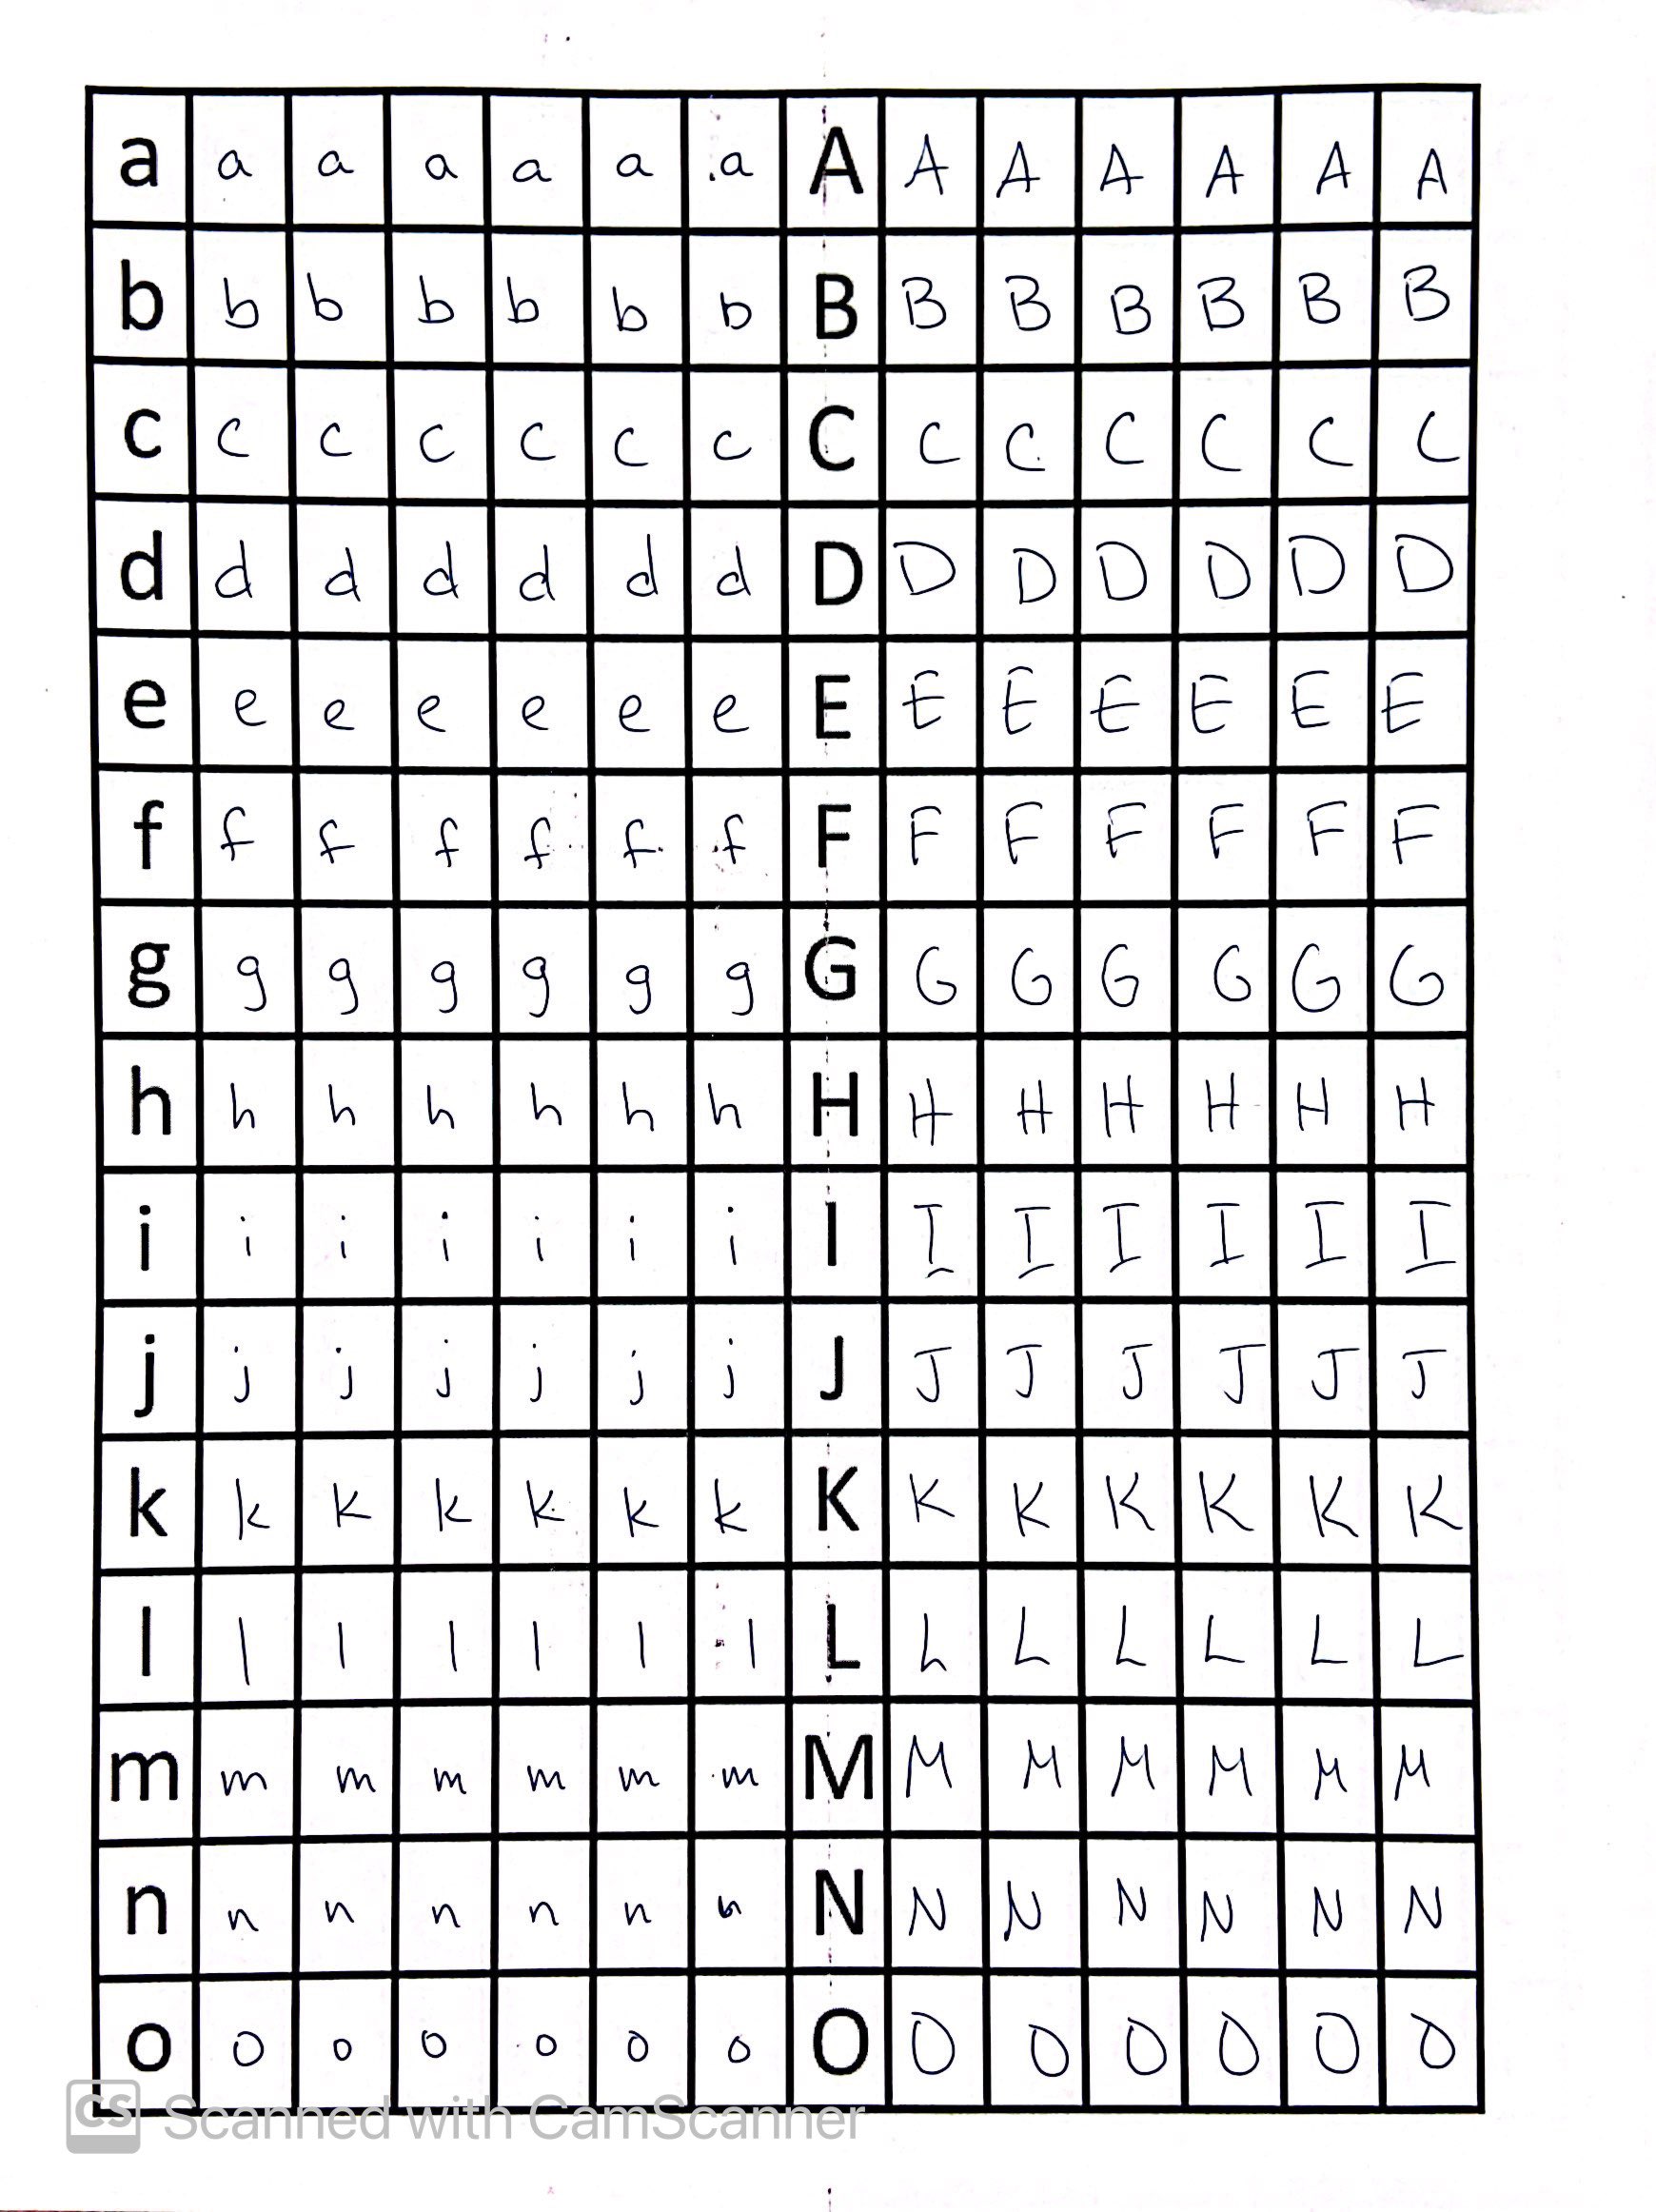 a a a a a a a A A A A A A A
b b b b b b b B B B B B B B
c c c c c c c C C C C C C C
d d d d d d d D D D D D D D
e e e e e e e E E E E E E E
f f f f f f f F F F F F F F
g g g g g g g G G G G G G G
h h h h h h h H H H H H H H
i i i i i i i I I I I I I I
j j j j j j j J J J J J J J
k k k k k k k K K K K K K K
l l l l l l l L L L L L L L
m m m m m m m M M M M M M M
n n n n n n n N N N N N N N
o o o o o o o O O O O O O O
CS Scanned with CamScanner